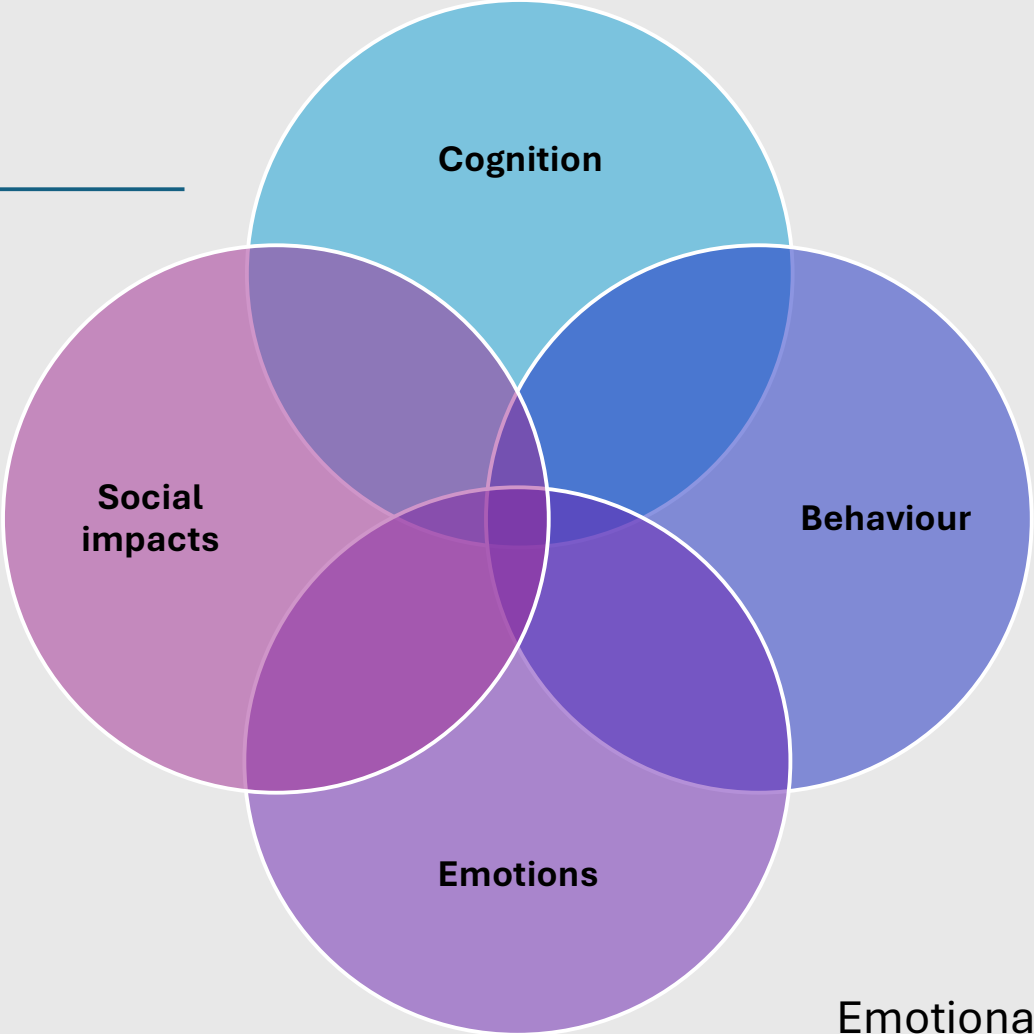 Cognition
Social
impacts
Behaviour
Emotions
Emotiona